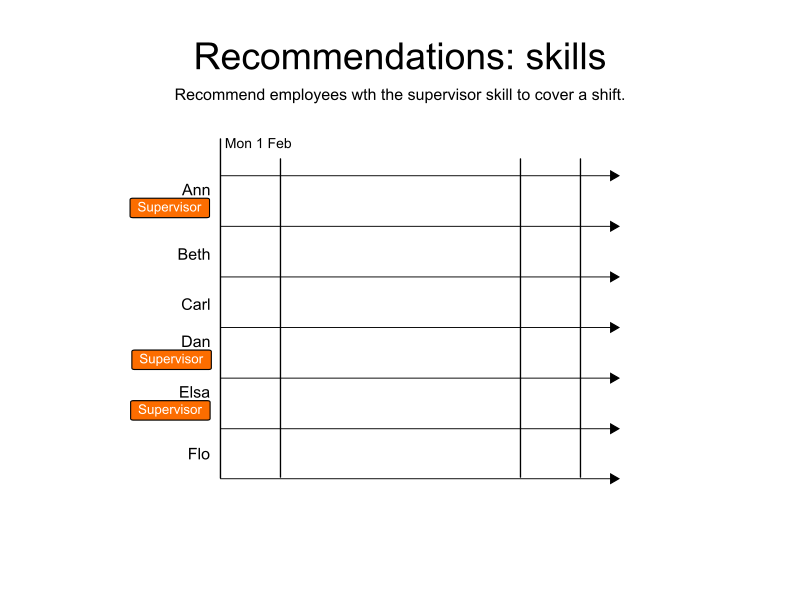 Recommendations: skills
Recommend employees wth the supervisor skill to cover a shift.
Mon 1 Feb
Ann
Supervisor
Beth
Carl
Dan
Supervisor
Elsa
Supervisor
Flo